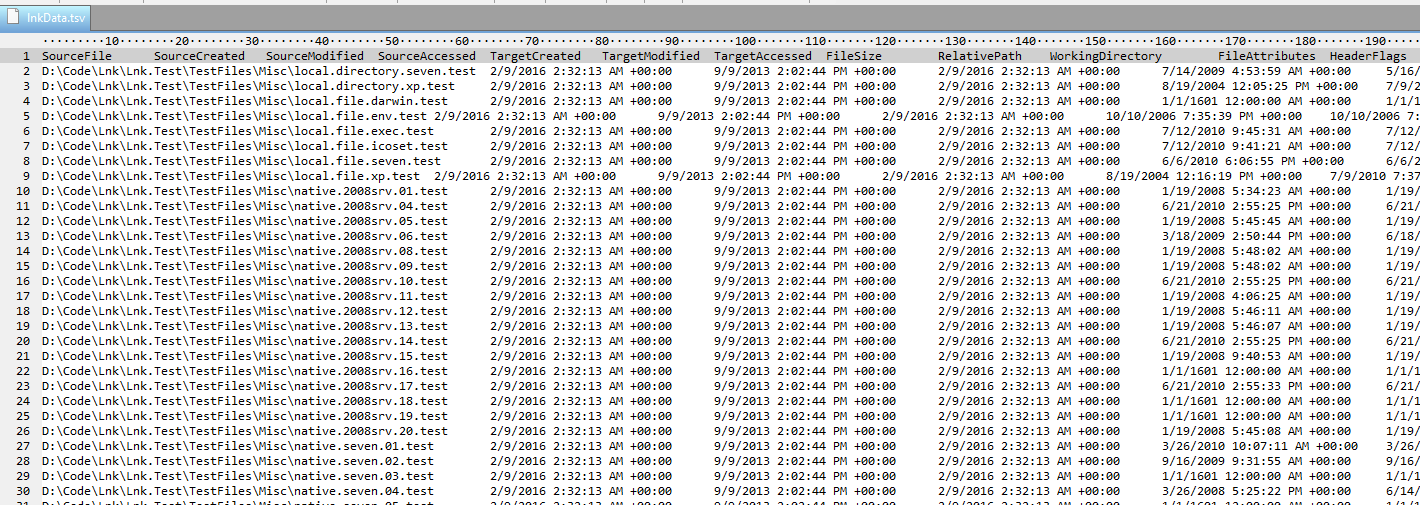 lnkData.tsv
10 20 30 40 50 60 70 80 90 100 110 120 130 140 150 160 170 180 190
1 SourceFile SourceCreated SourceModified SourceAccessed TargetCreated TargetModified TargetAccessed FileSize RelativePath WorkingDirectory FileAttributes HeaderFlags
2 D:\Code\Lnk\Lnk.Test\TestFiles\Misc\local.directory.seven.test 2/9/2016 2:32:13 AM +00:00 9/9/2013 2:02:44 PM +00:00 2/9/2016 2:32:13 AM +00:00 7/14/2009 4:53:59 AM +00:00 5/16/
3 D:\Code\Lnk\Lnk.Test\TestFiles\Misc\local.directory.xp.test 2/9/2016 2:32:13 AM +00:00 9/9/2013 2:02:44 PM +00:00 2/9/2016 2:32:13 AM +00:00 8/19/2004 12:05:25 PM +00:00 7/9/2
4 D:\Code\Lnk\Lnk.Test\TestFiles\Misc\local.file.darwin.test 2/9/2016 2:32:13 AM +00:00 9/9/2013 2:02:44 PM +00:00 2/9/2016 2:32:13 AM +00:00 1/1/1601 12:00:00 AM +00:00 1/1/1
5 D:\Code\Lnk\Lnk.Test\TestFiles\Misc\local.file.env.test 2/9/2016 2:32:13 AM +00:00 9/9/2013 2:02:44 PM +00:00 2/9/2016 2:32:13 AM +00:00 10/10/2006 7:35:39 PM +00:00 10/10/2006 7:
6 D:\Code\Lnk\Lnk.Test\TestFiles\Misc\local.file.exec.test 2/9/2016 2:32:13 AM +00:00 9/9/2013 2:02:44 PM +00:00 2/9/2016 2:32:13 AM +00:00 7/12/2010 9:45:31 AM +00:00 7/12/
7 D:\Code\Lnk\Lnk.Test\TestFiles\Misc\local.file.icoset.test 2/9/2016 2:32:13 AM +00:00 9/9/2013 2:02:44 PM +00:00 2/9/2016 2:32:13 AM +00:00 7/12/2010 9:41:21 AM +00:00 7/12/
8 D:\Code\Lnk\Lnk.Test\TestFiles\Misc\local.file.seven.test 2/9/2016 2:32:13 AM +00:00 9/9/2013 2:02:44 PM +00:00 2/9/2016 2:32:13 AM +00:00 6/6/2010 6:06:55 PM +00:00 6/6/2
9 D:\Code\Lnk\Lnk.Test\TestFiles\Misc\local.file.xp.test 2/9/2016 2:32:13 AM +00:00 9/9/2013 2:02:44 PM +00:00 2/9/2016 2:32:13 AM +00:00 8/19/2004 12:16:19 PM +00:00 7/9/2010 7:37
10 D:\Code\Lnk\Lnk.Test\TestFiles\Misc\native.2008srv.01.test 2/9/2016 2:32:13 AM +00:00 9/9/2013 2:02:44 PM +00:00 2/9/2016 2:32:13 AM +00:00 1/19/2008 5:34:23 AM +00:00 1/19/
11 D:\Code\Lnk\Lnk.Test\TestFiles\Misc\native.2008srv.04.test 2/9/2016 2:32:13 AM +00:00 9/9/2013 2:02:44 PM +00:00 2/9/2016 2:32:13 AM +00:00 6/21/2010 2:55:25 PM +00:00 6/21/
12 D:\Code\Lnk\Lnk.Test\TestFiles\Misc\native.2008srv.05.test 2/9/2016 2:32:13 AM +00:00 9/9/2013 2:02:44 PM +00:00 2/9/2016 2:32:13 AM +00:00 1/19/2008 5:45:45 AM +00:00 1/19/
13 D:\Code\Lnk\Lnk.Test\TestFiles\Misc\native.2008srv.06.test 2/9/2016 2:32:13 AM +00:00 9/9/2013 2:02:44 PM +00:00 2/9/2016 2:32:13 AM +00:00 3/18/2009 2:50:44 PM +00:00 6/18/
14 D:\Code\Lnk\Lnk.Test\TestFiles\Misc\native.2008srv.08.test 2/9/2016 2:32:13 AM +00:00 9/9/2013 2:02:44 PM +00:00 2/9/2016 2:32:13 AM +00:00 1/19/2008 5:48:02 AM +00:00 1/19/
15 D:\Code\Lnk\Lnk.Test\TestFiles\Misc\native.2008srv.09.test 2/9/2016 2:32:13 AM +00:00 9/9/2013 2:02:44 PM +00:00 2/9/2016 2:32:13 AM +00:00 1/19/2008 5:48:02 AM +00:00 1/19/
16 D:\Code\Lnk\Lnk.Test\TestFiles\Misc\native.2008srv.10.test 2/9/2016 2:32:13 AM +00:00 9/9/2013 2:02:44 PM +00:00 2/9/2016 2:32:13 AM +00:00 6/21/2010 2:55:25 PM +00:00 6/21/
17 D:\Code\Lnk\Lnk.Test\TestFiles\Misc\native.2008srv.11.test 2/9/2016 2:32:13 AM +00:00 9/9/2013 2:02:44 PM +00:00 2/9/2016 2:32:13 AM +00:00 1/19/2008 4:06:25 AM +00:00 1/19/
18 D:\Code\Lnk\Lnk.Test\TestFiles\Misc\native.2008srv.12.test 2/9/2016 2:32:13 AM +00:00 9/9/2013 2:02:44 PM +00:00 2/9/2016 2:32:13 AM +00:00 1/19/2008 5:46:11 AM +00:00 1/19/
19 D:\Code\Lnk\Lnk.Test\TestFiles\Misc\native.2008srv.13.test 2/9/2016 2:32:13 AM +00:00 9/9/2013 2:02:44 PM +00:00 2/9/2016 2:32:13 AM +00:00 1/19/2008 5:46:07 AM +00:00 1/19/
20 D:\Code\Lnk\Lnk.Test\TestFiles\Misc\native.2008srv.14.test 2/9/2016 2:32:13 AM +00:00 9/9/2013 2:02:44 PM +00:00 2/9/2016 2:32:13 AM +00:00 6/21/2010 2:55:25 PM +00:00 6/21/
21 D:\Code\Lnk\Lnk.Test\TestFiles\Misc\native.2008srv.15.test 2/9/2016 2:32:13 AM +00:00 9/9/2013 2:02:44 PM +00:00 2/9/2016 2:32:13 AM +00:00 1/19/2008 9:40:53 AM +00:00 1/19/
22 D:\Code\Lnk\Lnk.Test\TestFiles\Misc\native.2008srv.16.test 2/9/2016 2:32:13 AM +00:00 9/9/2013 2:02:44 PM +00:00 2/9/2016 2:32:13 AM +00:00 1/1/1601 12:00:00 AM +00:00 1/1/1
23 D:\Code\Lnk\Lnk.Test\TestFiles\Misc\native.2008srv.17.test 2/9/2016 2:32:13 AM +00:00 9/9/2013 2:02:44 PM +00:00 2/9/2016 2:32:13 AM +00:00 6/21/2010 2:55:33 PM +00:00 6/21/
24 D:\Code\Lnk\Lnk.Test\TestFiles\Misc\native.2008srv.18.test 2/9/2016 2:32:13 AM +00:00 9/9/2013 2:02:44 PM +00:00 2/9/2016 2:32:13 AM +00:00 1/1/1601 12:00:00 AM +00:00 1/1/1
25 D:\Code\Lnk\Lnk.Test\TestFiles\Misc\native.2008srv.19.test 2/9/2016 2:32:13 AM +00:00 9/9/2013 2:02:44 PM +00:00 2/9/2016 2:32:13 AM +00:00 1/1/1601 12:00:00 AM +00:00 1/1/1
26 D:\Code\Lnk\Lnk.Test\TestFiles\Misc\native.2008srv.20.test 2/9/2016 2:32:13 AM +00:00 9/9/2013 2:02:44 PM +00:00 2/9/2016 2:32:13 AM +00:00 1/19/2008 5:45:08 AM +00:00 1/19/
27 D:\Code\Lnk\Lnk.Test\TestFiles\Misc\native.seven.01.test 2/9/2016 2:32:13 AM +00:00 9/9/2013 2:02:44 PM +00:00 2/9/2016 2:32:13 AM +00:00 3/26/2010 10:07:11 AM +00:00 3/26/
28 D:\Code\Lnk\Lnk.Test\TestFiles\Misc\native.seven.02.test 2/9/2016 2:32:13 AM +00:00 9/9/2013 2:02:44 PM +00:00 2/9/2016 2:32:13 AM +00:00 9/16/2009 9:31:55 AM +00:00 9/16/
29 D:\Code\Lnk\Lnk.Test\TestFiles\Misc\native.seven.03.test 2/9/2016 2:32:13 AM +00:00 9/9/2013 2:02:44 PM +00:00 2/9/2016 2:32:13 AM +00:00 1/1/1601 12:00:00 AM +00:00 1/1/1
30 D:\Code\Lnk\Lnk.Test\TestFiles\Misc\native.seven.04.test 2/9/2016 2:32:13 AM +00:00 9/9/2013 2:02:44 PM +00:00 2/9/2016 2:32:13 AM +00:00 3/26/2008 5:25:22 PM +00:00 6/14/